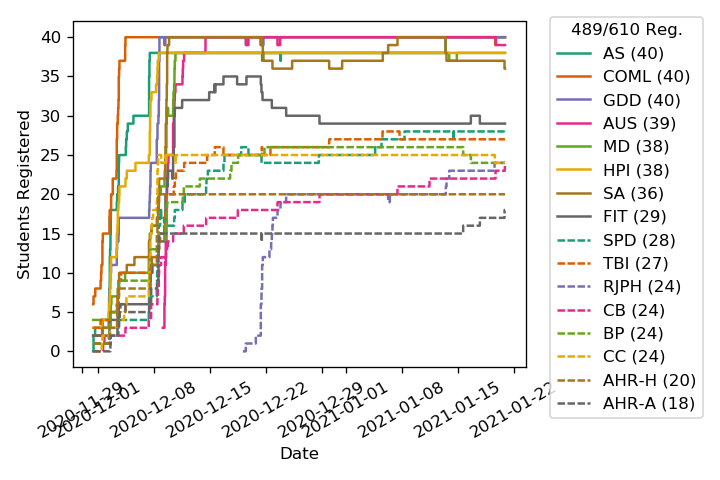 489/610 Reg.
AS (40)
COML (40)
GDD (40)
AUS (39)
MD (38)
HPI (38)
SA (36)
FIT (29)
SPD (28)
TBI (27)
RJPH (24)
CB (24)
BP (24)
CC (24)
AHR-H (20)
AHR-A (18)
Students Registered
40
35
30
25
20
15
10
5
0
2020-11-29
2020-12-01
2020-12-08
2020-12-15
2020-12-22
2020-12-29
2021-01-01
2021-01-08
2021-01-15
2021-01-22
Date